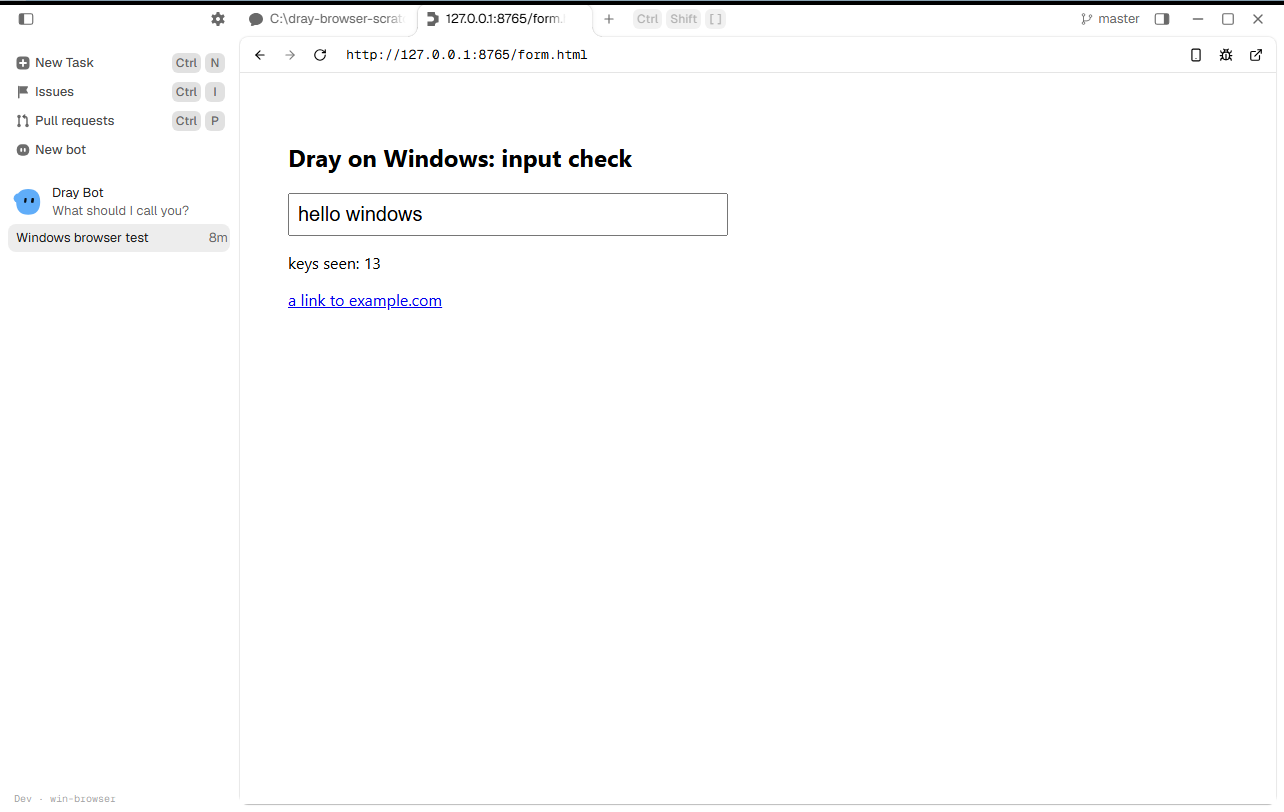 C:\dray-browser-scrat
127.0.0.1:8765/form.
Ctrl Shift [ ]
master
New Task Ctrl N
Issues Ctrl I
Pull requests Ctrl P
New bot
Dray Bot
What should I call you?
Windows browser test 8m
http://127.0.0.1:8765/form.html
Dray on Windows: input check
hello windows
keys seen: 13
a link to example.com
Dev · win-browser